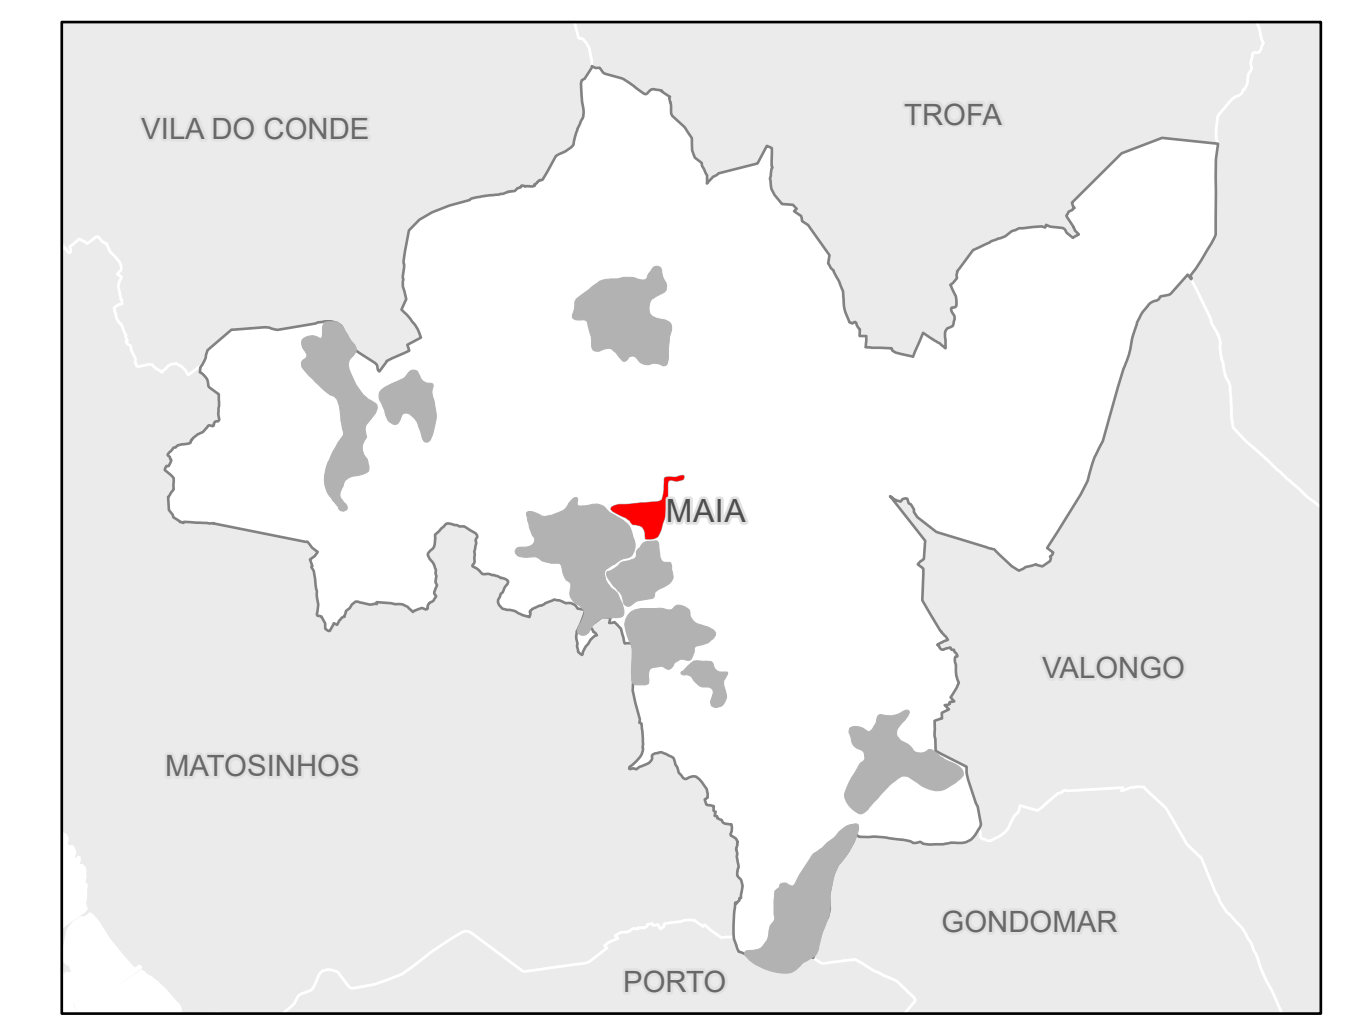 TROFA
VILA DO CONDE
MAIA
VALONGO
MATOSINHOS
GONDOMAR
PORTO